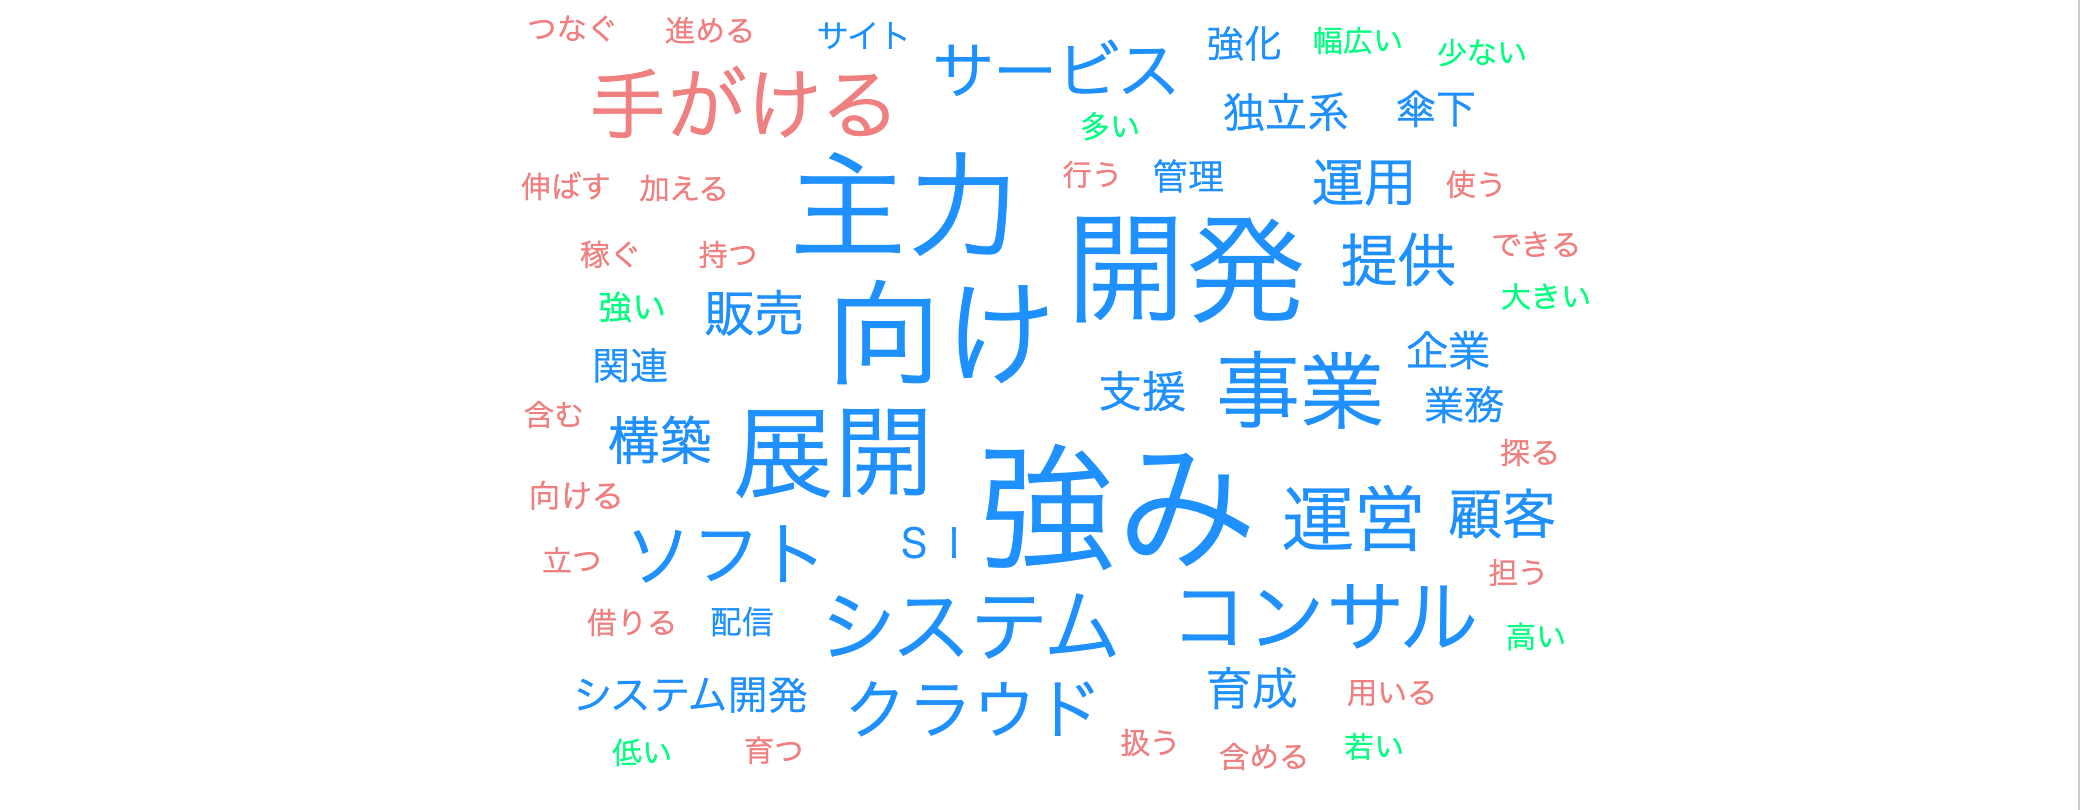 つなぐ 進める サイト サービス 強化 幅広い 少ない
手がける 多い 独立系 傘下
伸ばす 加える 主力 行う 管理 運用 使う
稼ぐ 持つ 開発 提供 できる
強い 販売 向け 大きい
関連 支援 事業 企業
含む 構築 展開 業務
向ける 強み 運営 顧客 探る
立つ ソフト ＳＩ 担う
借りる 配信 システム コンサル 高い
システム開発 クラウド 育成 用いる
低い 育つ 扱う 含める 若い